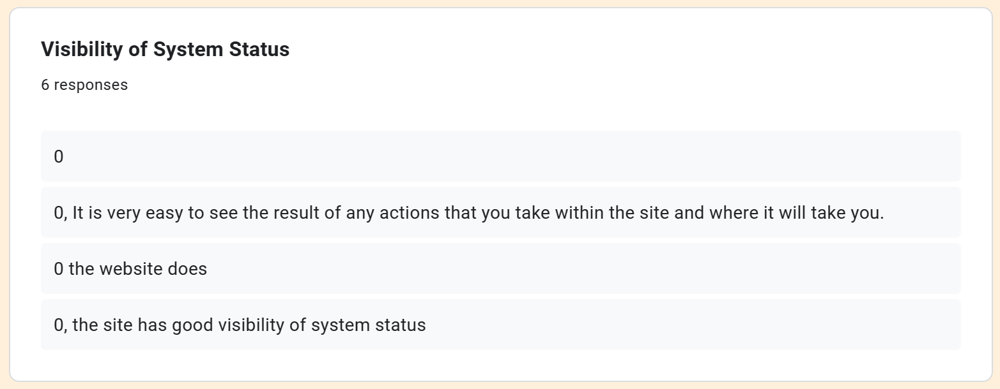 Visibility of System Status
6 responses
0
0, It is very easy to see the result of any actions that you take within the site and where it will take you.
0 the website does
0, the site has good visibility of system status